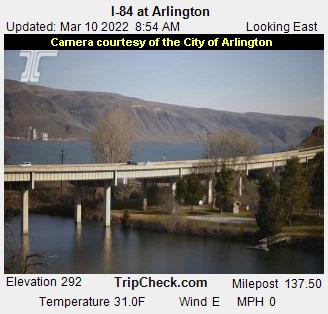 I-84 at Arlington
Updated: Mar 10 2022 8:54 AM Looking East
Camera courtesy of the City of Arlington
Elevation 292 TripCheck.com Milepost 137.50
Temperature 31.0F Wind E MPH 0